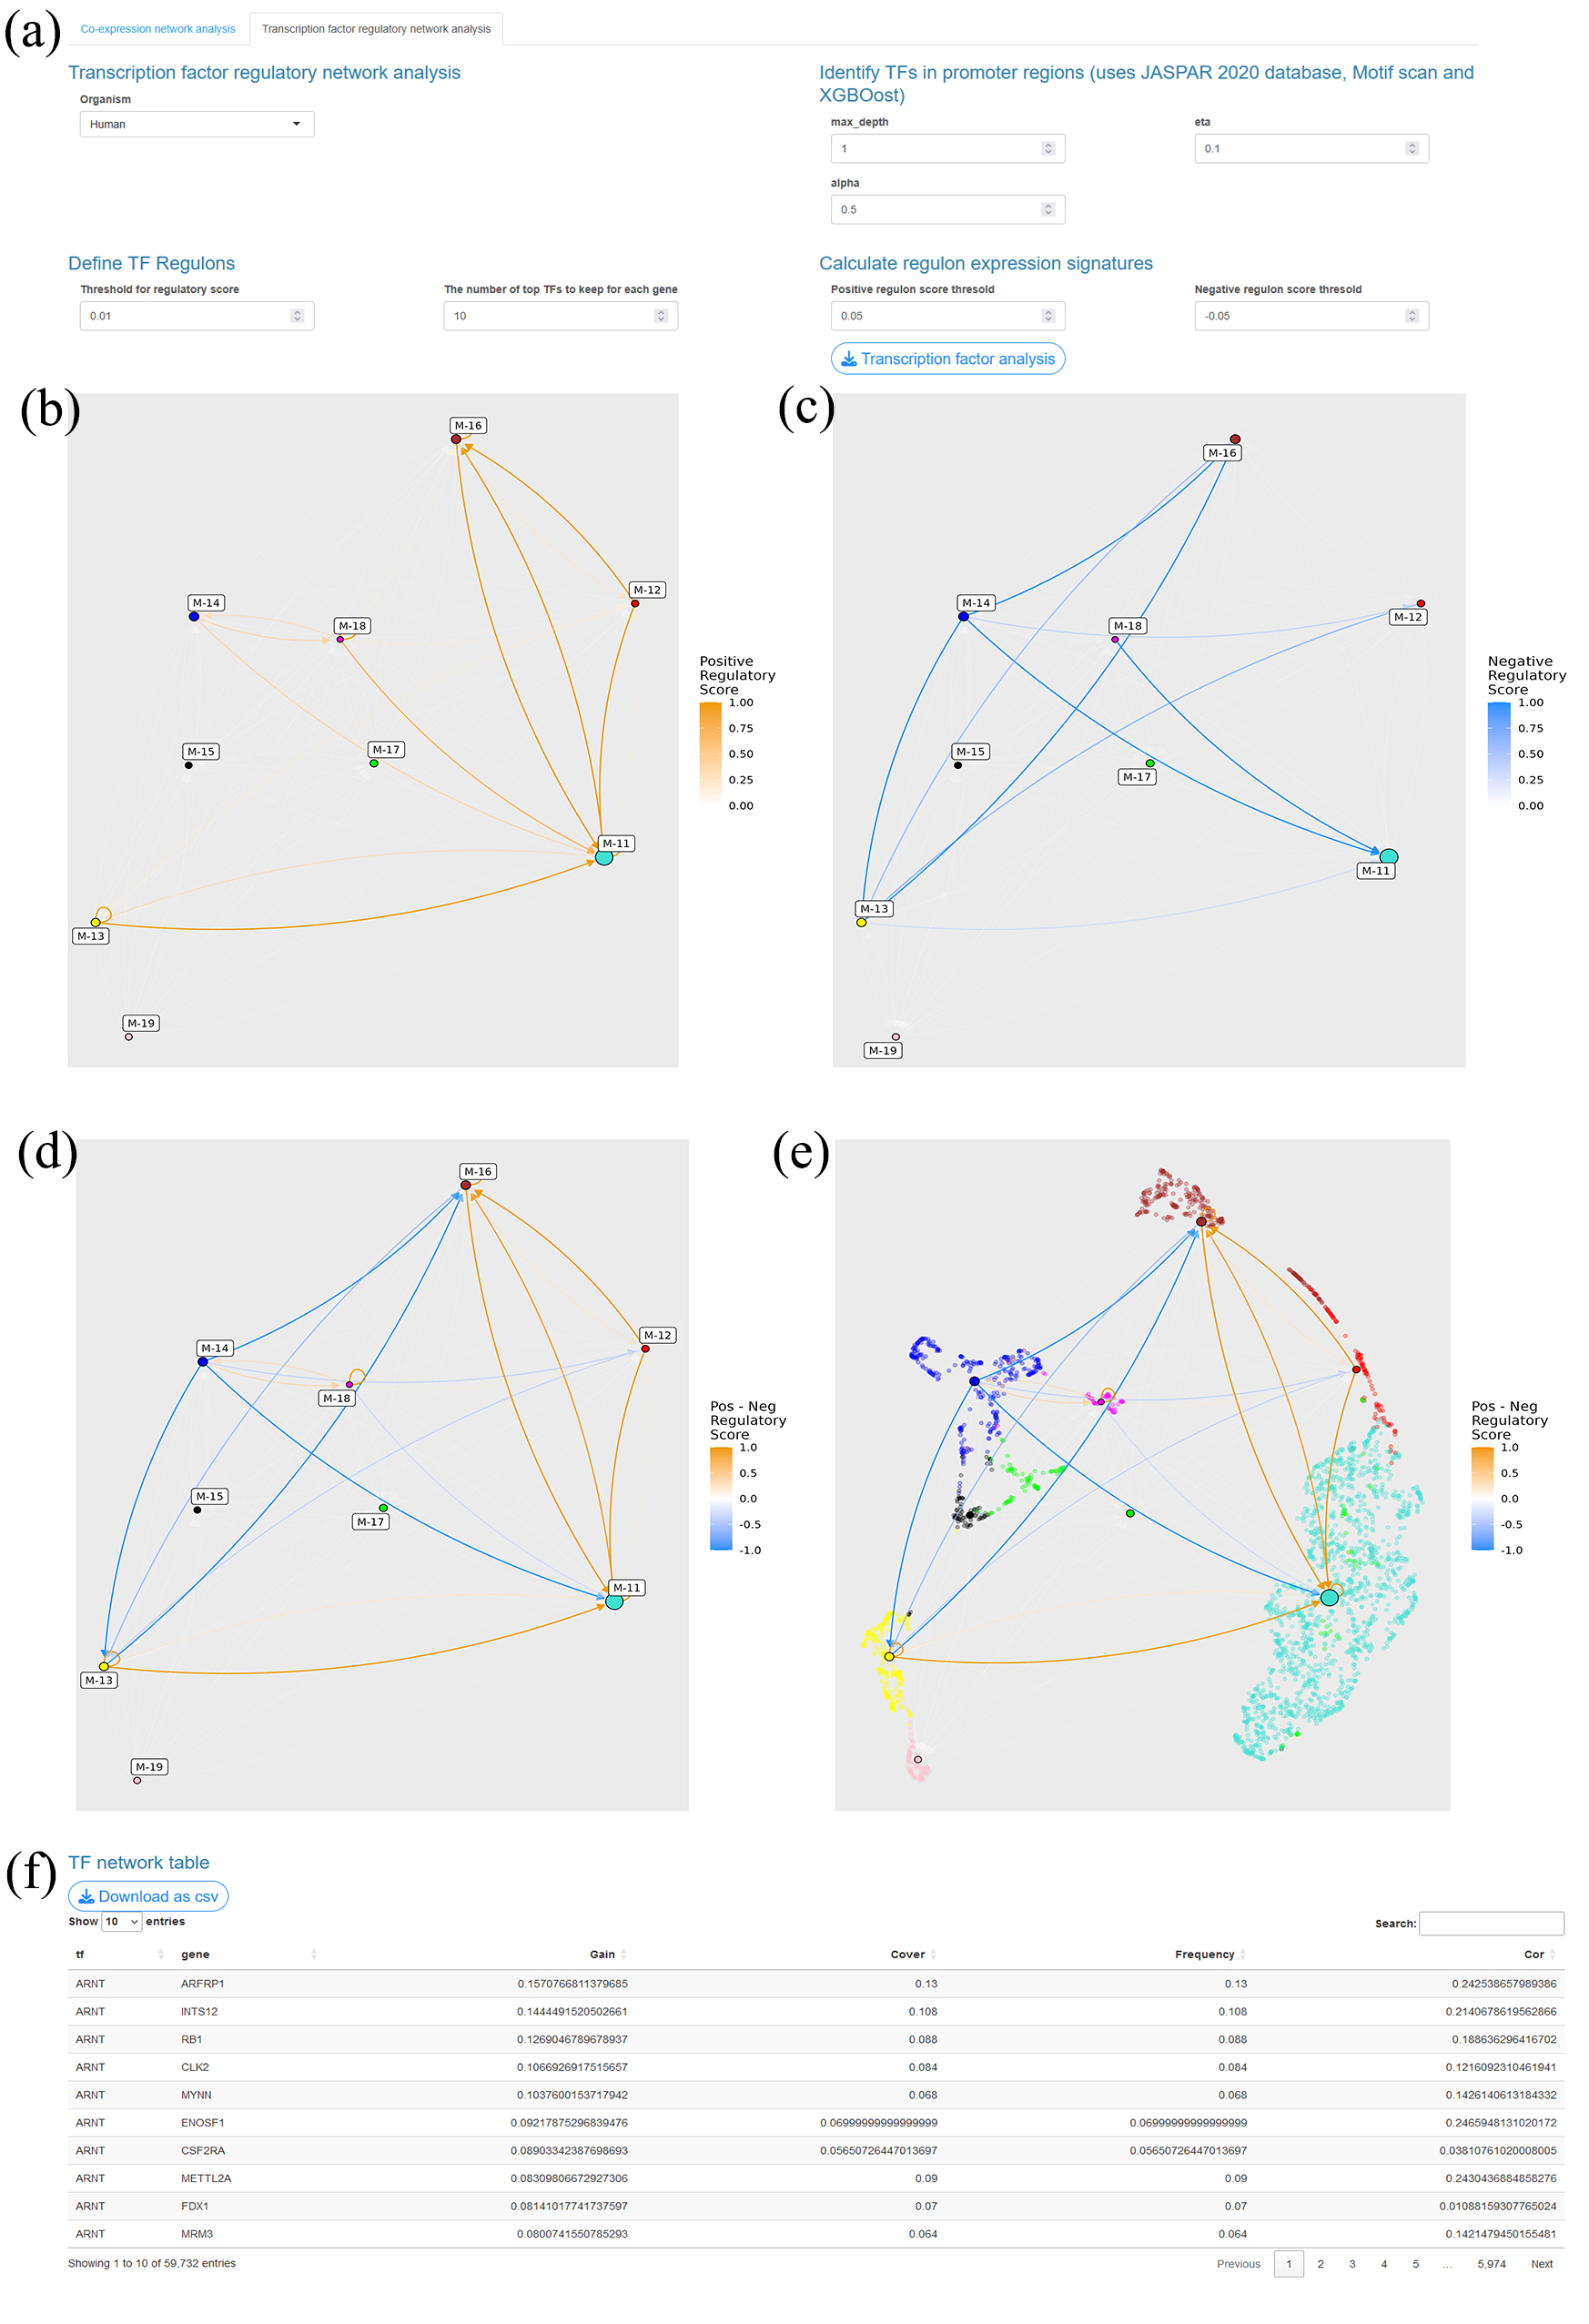 (a)
Co-expression network analysis
Transcription factor regulatory network analysis
Transcription factor regulatory network analysis
Organism
Human
Identify TFs in promoter regions (uses JASPAR 2020 database, Motif scan and
XGBOost)
max_depth
eta
1
0.1
alpha
0.5
Define TF Regulons
Threshold for regulatory score
The number of top TFs to keep for each gene
0.01
10
Calculate regulon expression signatures
Positive regulon score thresold
Negative regulon score thresold
0.05
-0.05
Transcription factor analysis
(b)
M-16
M-12
M-14
M-18
M-15
M-17
M-11
M-13
M-19
Positive
Regulatory
Score
1.00
0.75
0.50
0.25
0.00
(c)
M-16
M-14
M-12
M-18
M-15
M-17
M-11
M-13
M-19
Negative
Regulatory
Score
1.00
0.75
0.50
0.25
0.00
(d)
M-16
M-12
M-14
M-18
M-15
M-17
M-11
M-13
M-19
Pos - Neg
Regulatory
Score
1.0
0.5
0.0
-0.5
-1.0
(e)
Pos - Neg
Regulatory
Score
1.0
0.5
0.0
-0.5
-1.0
(f)
TF network table
Download as csv
Show 10 entries
Search:
tf gene Gain Cover Frequency Cor
ARNT ARFRP1 0.1570766811379685 0.13 0.13 0.242538657989386
ARNT INTS12 0.1444491520502661 0.108 0.108 0.2140678619562866
ARNT RB1 0.1269046789678937 0.088 0.088 0.188636296416702
ARNT CLK2 0.1066926917515657 0.084 0.084 0.1216092310461941
ARNT MYNN 0.1037600153717942 0.068 0.068 0.1426140613184332
ARNT ENOSF1 0.09217875296839476 0.06999999999999999 0.06999999999999999 0.2465948131020172
ARNT CSF2RA 0.08903342387698693 0.05650726447013697 0.05650726447013697 0.03810761020008005
ARNT METTL2A 0.08309806672927306 0.09 0.09 0.2430436884858276
ARNT FDX1 0.08141017741737597 0.07 0.07 0.01088159307765024
ARNT MRM3 0.0800741550785293 0.064 0.064 0.1421479450155481
Showing 1 to 10 of 59,732 entries
Previous 1 2 3 4 5 … 5,974 Next